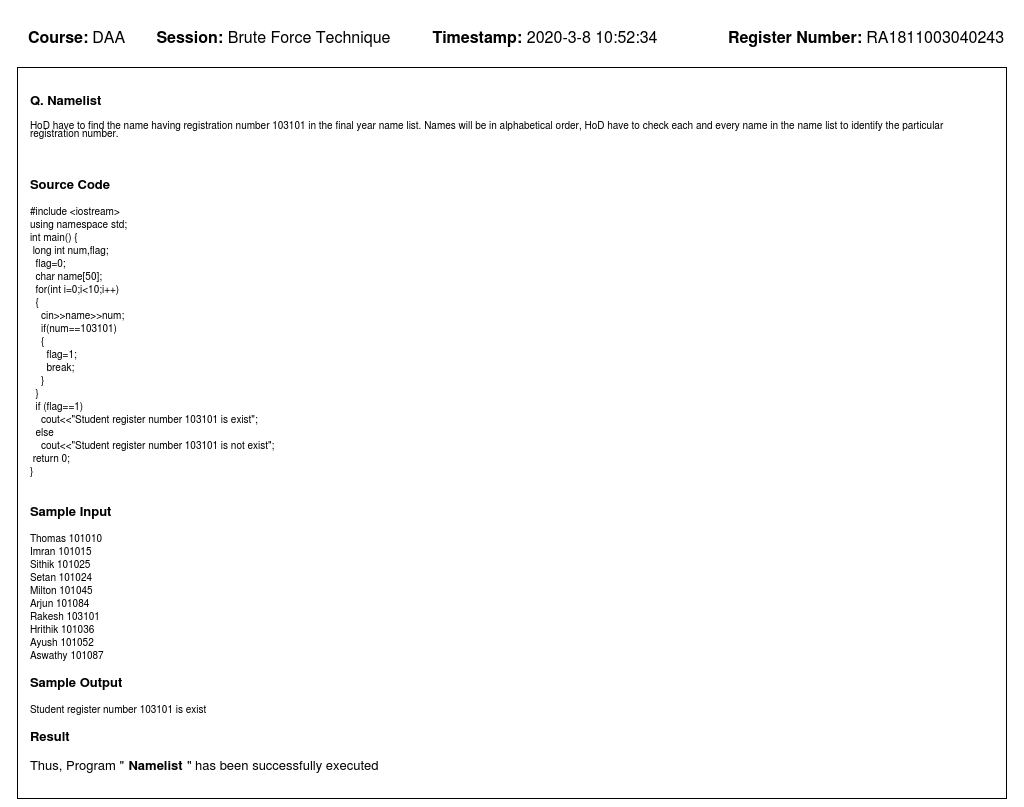 Course: DAA Session: Brute Force Technique Timestamp: 2020-3-8 10:52:34 Register Number: RA1811003040243
Q. Namelist
HoD have to find the name having registration number 103101 in the final year name list. Names will be in alphabetical order, HoD have to check each and every name in the name list to identify the particular
registration number.
Source Code
#include <iostream>
using namespace std;
int main() {
long int num,flag;
flag=0;
char name[50];
for(int i=0;i<10;i++)
{
cin>>name>>num;
if(num==103101)
{
flag=1;
break;
}
}
if (flag==1)
cout<<"Student register number 103101 is exist";
else
cout<<"Student register number 103101 is not exist";
return 0;
}
Sample Input
Thomas 101010
Imran 101015
Sithik 101025
Setan 101024
Milton 101045
Arjun 101084
Rakesh 103101
Hrithik 101036
Ayush 101052
Aswathy 101087
Sample Output
Student register number 103101 is exist
Result
Thus, Program " Namelist " has been successfully executed